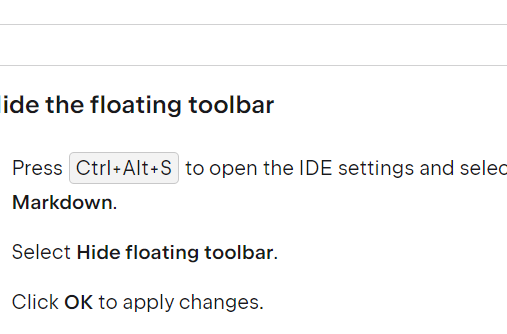 ide the floating toolbar
Press Ctrl+Alt+S to open the IDE settings and selec
Markdown.
Select Hide floating toolbar.
Click OK to apply changes.